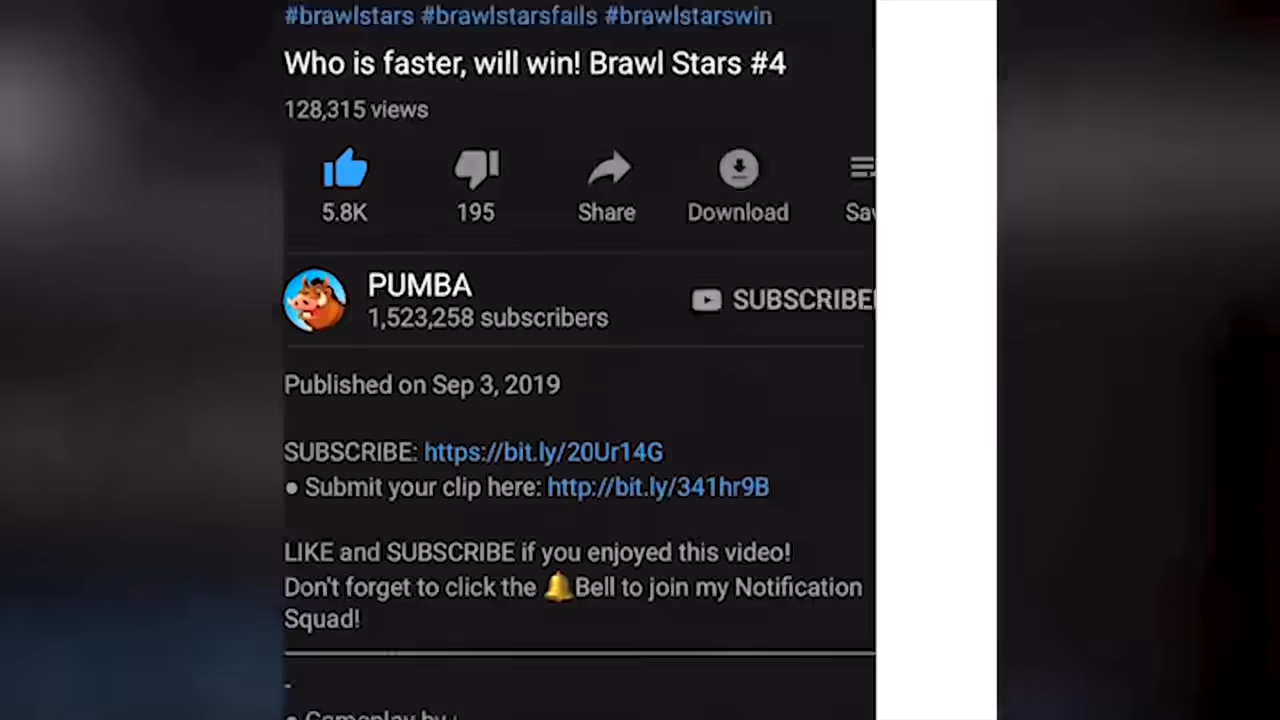 #brawlstars #brawlstarsfails #brawlstarswin
Who is faster, will win! Brawl Stars #4
128,315 views
5.8K 195 Share Download
PUMBA
SUBSCRIBE
1,523,258 subscribers
Published on Sep 3, 2019
SUBSCRIBE: https://bit.ly/20Ur14G
● Submit your clip here: http://bit.ly/341hr9B
LIKE and SUBSCRIBE if you enjoyed this video!
Don't forget to click the 🔔Bell to join my Notification
Squad!
-
● Gameplay by